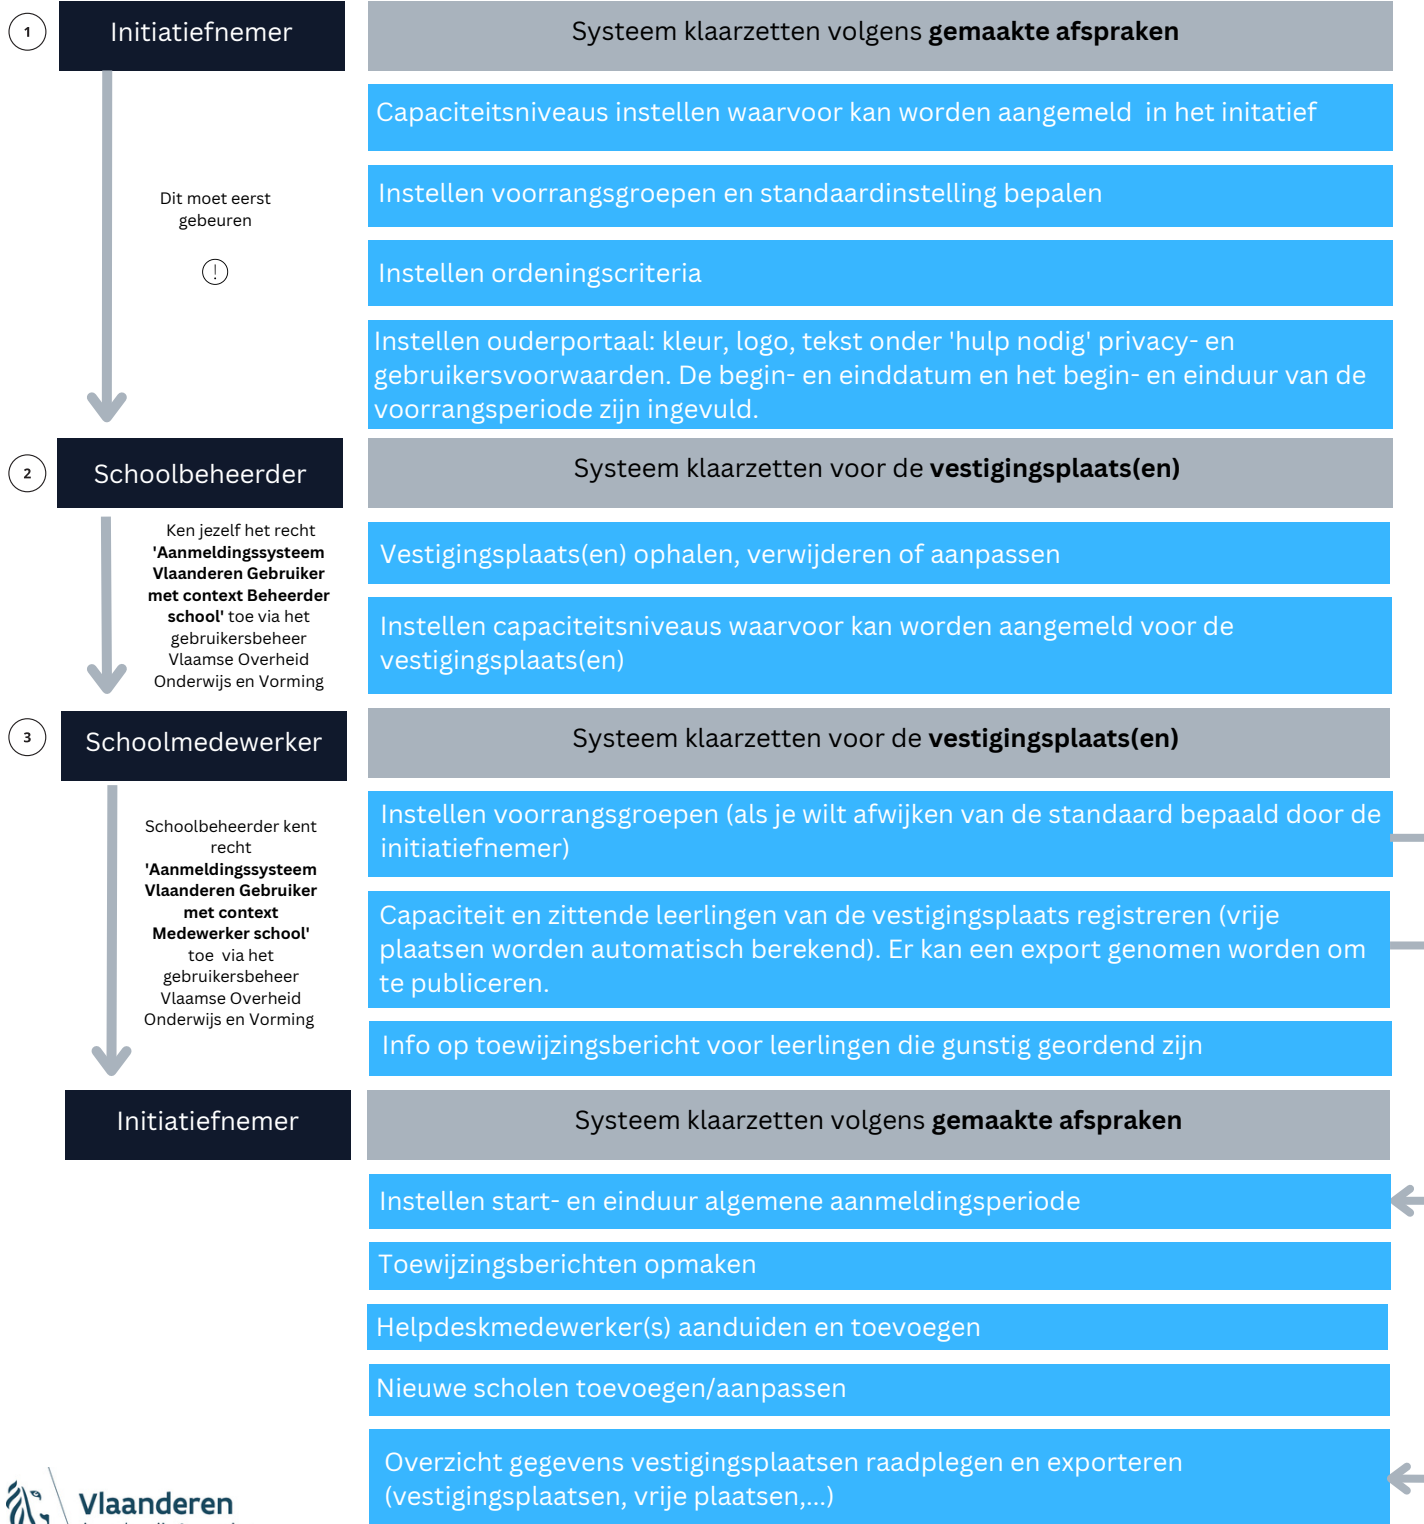 1
Initiatiefnemer
Systeem klaarzetten volgens gemaakte afspraken
Capaciteitsniveaus instellen waarvoor kan worden aangemeld in het initatief
Dit moet eerst
gebeuren
!
Instellen voorrangsgroepen en standaardinstelling bepalen
Instellen ordeningscriteria
Instellen ouderportaal: kleur, logo, tekst onder 'hulp nodig' privacy- en
gebruikersvoorwaarden. De begin- en einddatum en het begin- en einduur van de
voorrangsperiode zijn ingevuld.
2
Schoolbeheerder
Systeem klaarzetten voor de vestigingsplaats(en)
Ken jezelf het recht
'Aanmeldingssysteem
Vlaanderen Gebruiker
met context Beheerder
school' toe via het
gebruikersbeheer
Vlaamse Overheid
Onderwijs en Vorming
Vestigingsplaats(en) ophalen, verwijderen of aanpassen
Instellen capaciteitsniveaus waarvoor kan worden aangemeld voor de
vestigingsplaats(en)
3
Schoolmedewerker
Systeem klaarzetten voor de vestigingsplaats(en)
Schoolbeheerder kent
recht
'Aanmeldingssysteem
Vlaanderen Gebruiker
met context
Medewerker school'
toe via het
gebruikersbeheer
Vlaamse Overheid
Onderwijs en Vorming
Instellen voorrangsgroepen (als je wilt afwijken van de standaard bepaald door de
initiatiefnemer)
Capaciteit en zittende leerlingen van de vestigingsplaats registreren (vrije
plaatsen worden automatisch berekend). Er kan een export genomen worden om
te publiceren.
Info op toewijzingsbericht voor leerlingen die gunstig geordend zijn
Initiatiefnemer
Systeem klaarzetten volgens gemaakte afspraken
Instellen start- en einduur algemene aanmeldingsperiode
Toewijzingsberichten opmaken
Helpdeskmedewerker(s) aanduiden en toevoegen
Nieuwe scholen toevoegen/aanpassen
Overzicht gegevens vestigingsplaatsen raadplegen en exporteren
(vestigingsplaatsen, vrije plaatsen,...)
Vlaanderen